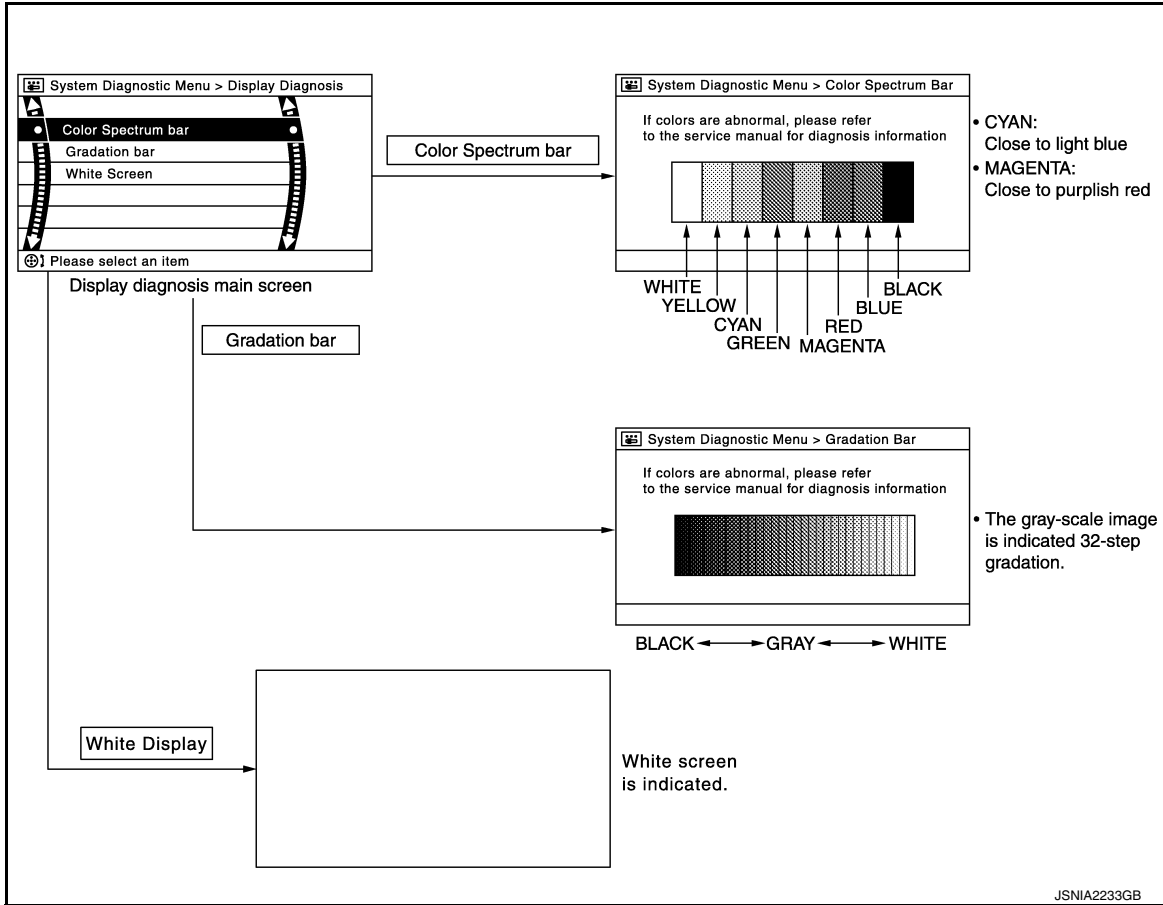 System Diagnostic Menu > Display Diagnosis
Color Spectrum bar
Gradation bar
White Screen
Please select an item
Display diagnosis main screen
Color Spectrum bar
System Diagnostic Menu > Color Spectrum Bar
If colors are abnormal, please refer
to the service manual for diagnosis information
WHITE
YELLOW
CYAN
GREEN
MAGENTA
RED
BLUE
BLACK
• CYAN:
Close to light blue
• MAGENTA:
Close to purplish red
Gradation bar
System Diagnostic Menu > Gradation Bar
If colors are abnormal, please refer
to the service manual for diagnosis information
BLACK GRAY WHITE
• The gray-scale image
is indicated 32-step
gradation.
White Display
White screen
is indicated.
JSNIA2233GB